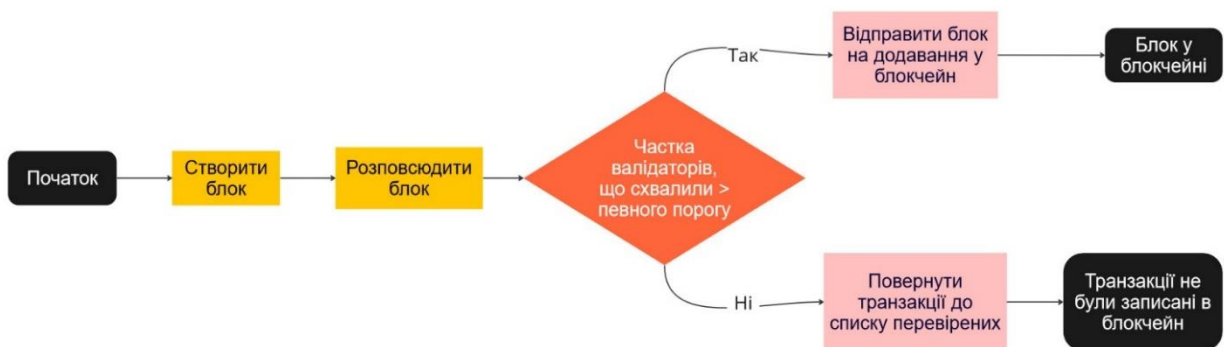 Початок
Створити
блок
Розповсюдити
блок
Частка
валідаторів,
що схвалили >
певного порогу
Так
Відправити блок
на додавання у
блокчейн
Блок у
блокчейні
Ні
Повернути
транзакції до
списку перевірених
Транзакції не
були записані в
блокчейн